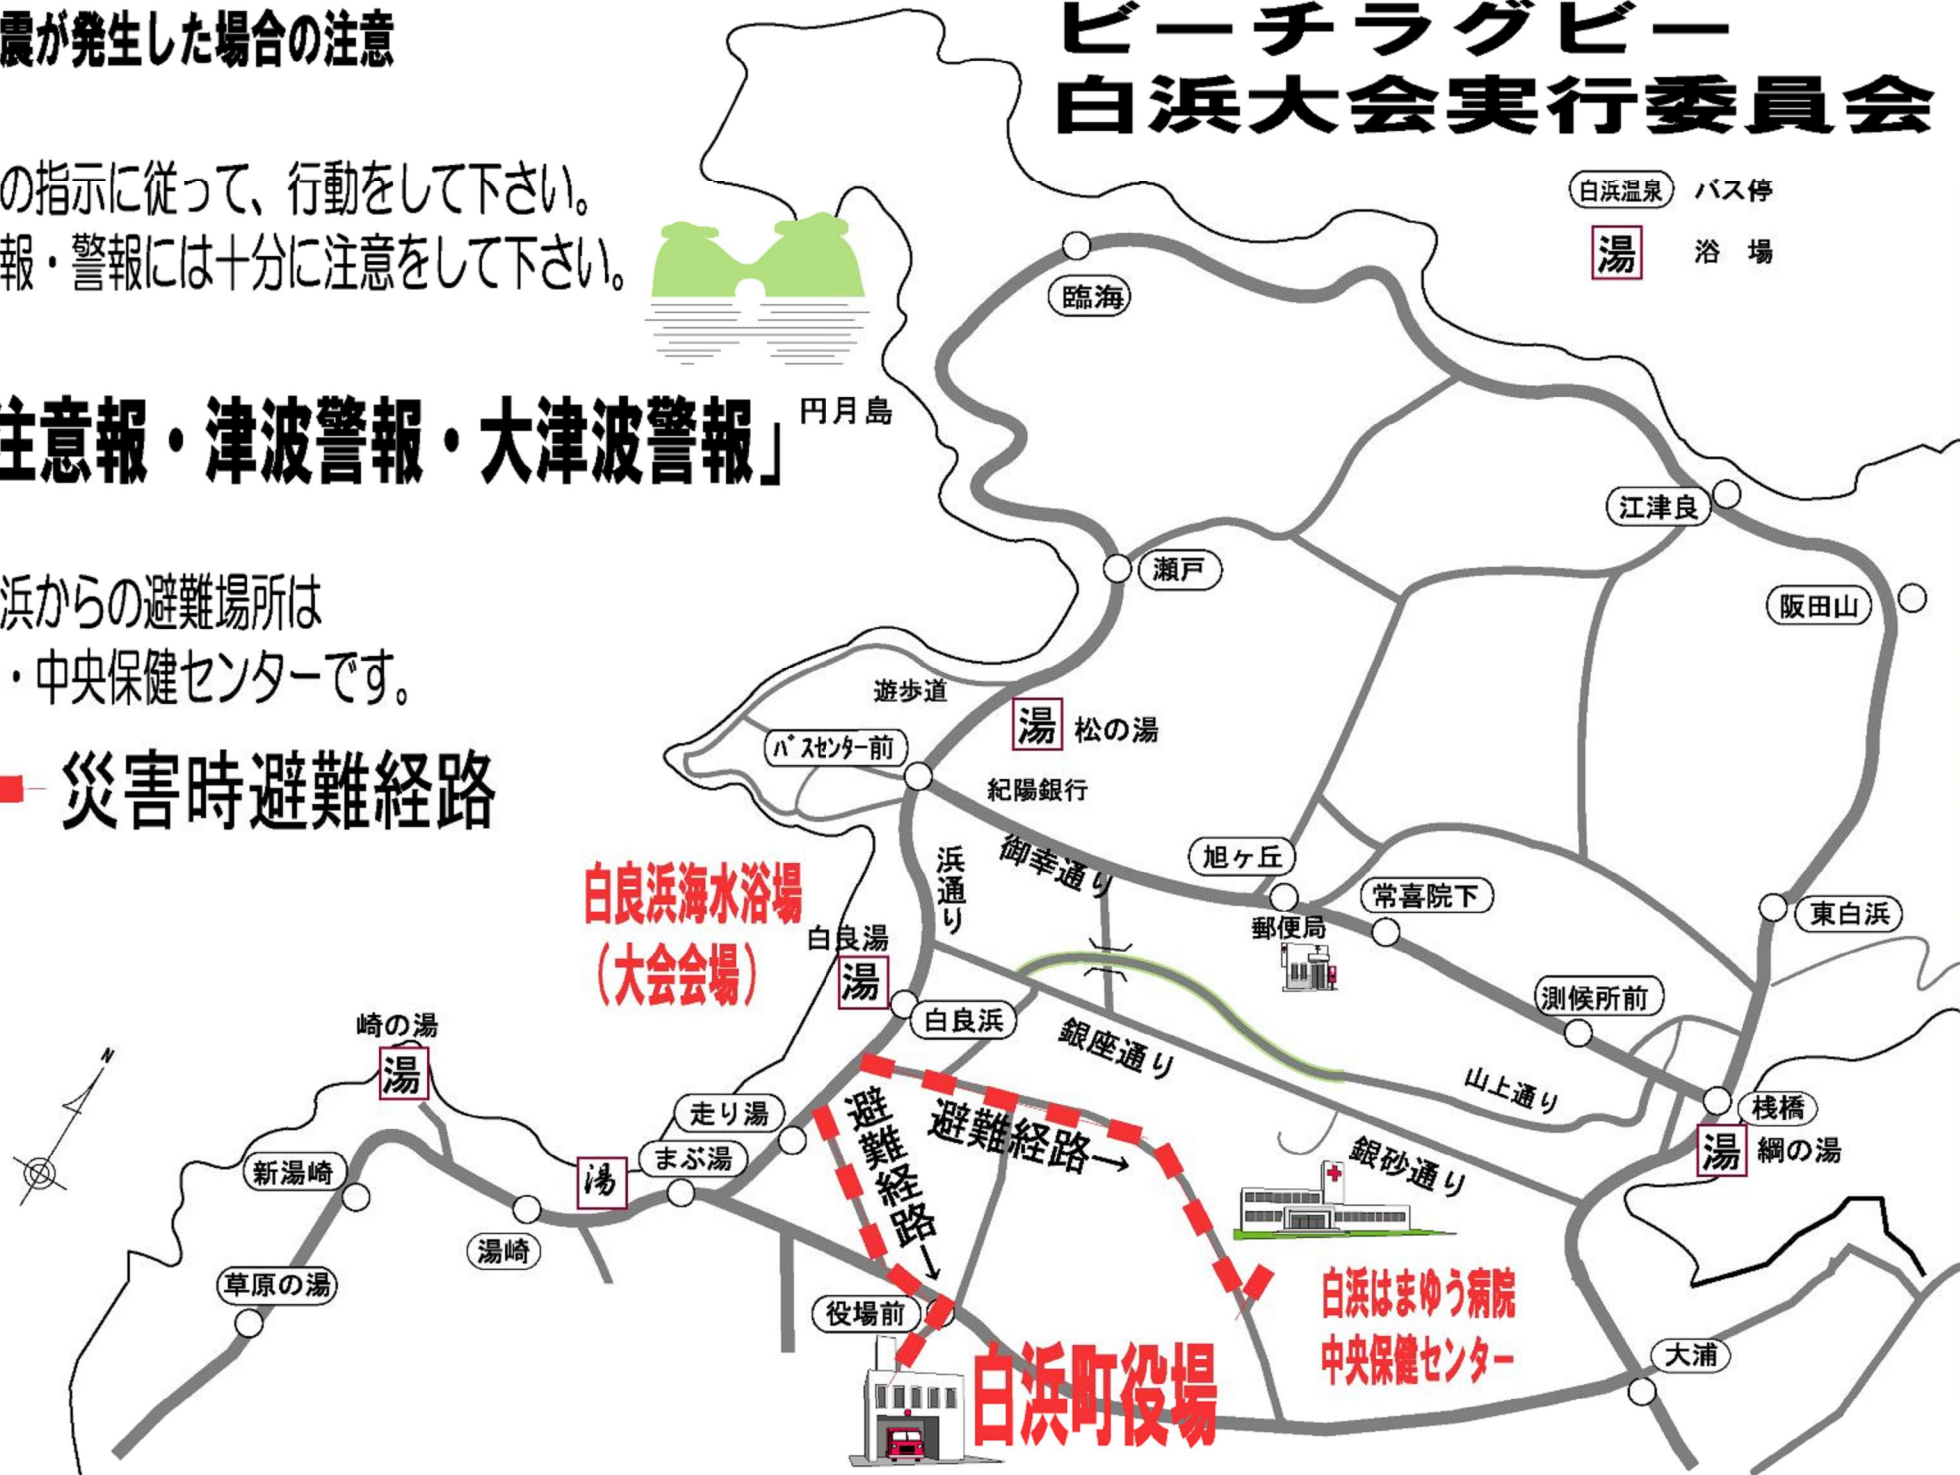 震が発生した場合の注意
ビーチラグビー
白浜大会実行委員会
の指示に従って、行動をして下さい。
報・警報には十分に注意をして下さい。
白浜温泉 バス停
湯 浴 場
臨海
円月島
注意報・津波警報・大津波警報」
江津良
瀬戸
阪田山
浜からの避難場所は
・中央保健センターです。
遊歩道
湯 松の湯
バスセンター前
紀陽銀行
災害時避難経路
浜通り
御幸通り
旭ヶ丘
常喜院下
郵便局
東白浜
白良浜海水浴場
(大会会場)
白良湯
湯
白良浜
測候所前
銀座通り
山上通り
桟橋
湯 綱の湯
崎の湯
湯
N
走り湯
まぶ湯
湯
新湯崎
湯崎
草原の湯
避難経路→
避難経路→
銀砂通り
役場前
白浜はまゆう病院
中央保健センター
白浜町役場
大浦